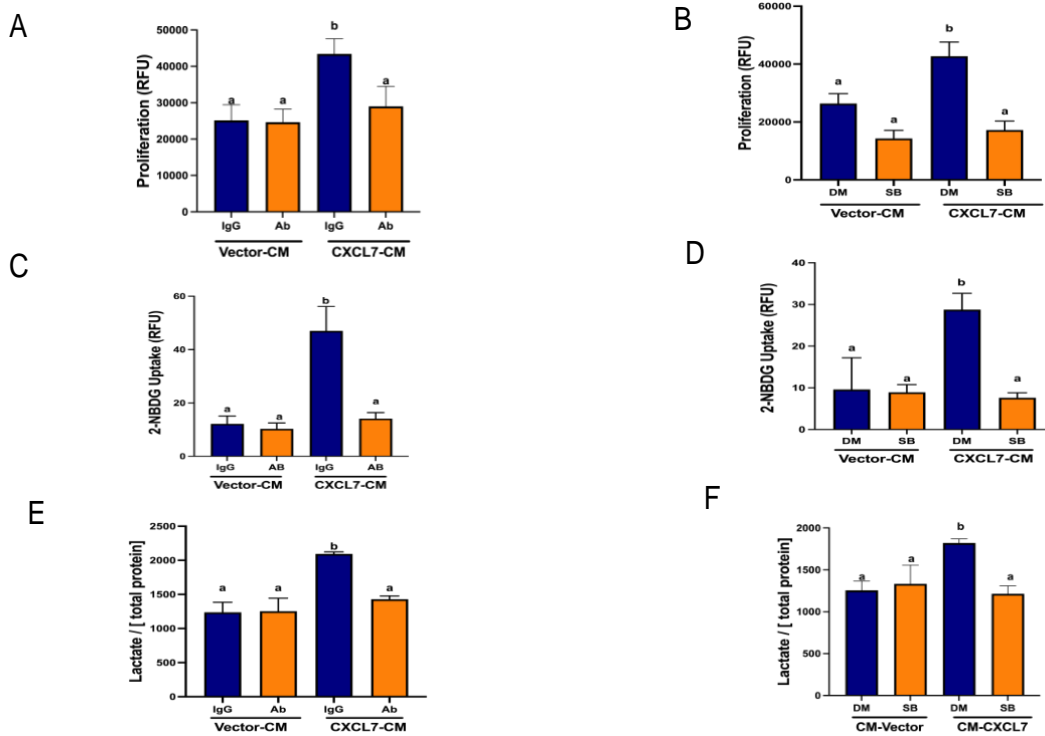 A
Proliferation (RFU)
50000
40000
30000
20000
10000
0
a
a
b
a
IgG
Ab
IgG
Ab
Vector-CM
CXCL7-CM
B
Proliferation (RFU)
60000
40000
20000
0
a
a
b
a
DM
SB
DM
SB
Vector-CM
CXCL7-CM
C
2-NBDG Uptake (RFU)
60
40
20
0
a
a
b
a
IgG
AB
IgG
AB
Vector-CM
CXCL7-CM
D
2-NBDG Uptake (RFU)
40
30
20
10
0
a
a
b
a
DM
SB
DM
SB
Vector-CM
CXCL7-CM
E
Lactate / [ total protein]
2500
2000
1500
1000
500
0
a
a
b
a
IgG
Ab
IgG
Ab
Vector-CM
CXCL7-CM
F
Lactate / [ total protein]
2000
1500
1000
500
0
a
a
b
a
DM
SB
DM
SB
CM-Vector
CM-CXCL7